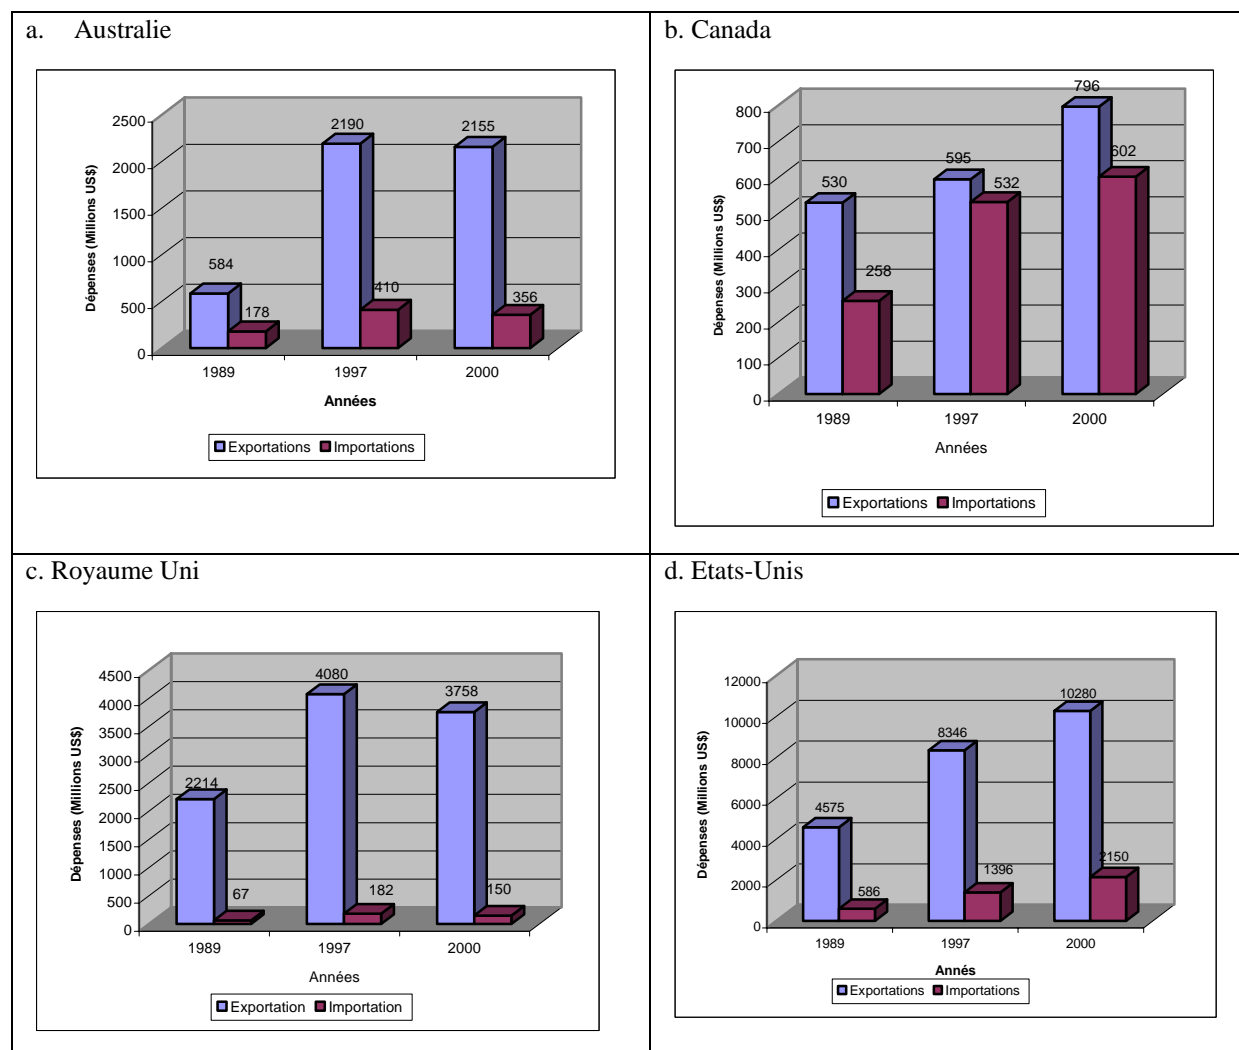 a. Australie
Dépenses (Millions US$)
2500
2000
1500
1000
500
0
584
178
2190
410
2155
356
1989 1997 2000
Années
Exportations Importations
b. Canada
Dépenses (Millions US$)
800
700
600
500
400
300
200
100
0
530
258
595
532
796
602
1989 1997 2000
Années
Exportations Importations
c. Royaume Uni
Dépenses (Millions US$)
4500
4000
3500
3000
2500
2000
1500
1000
500
0
2214
67
4080
182
3758
150
1989 1997 2000
Années
Exportation Importation
d. Etats-Unis
Dépenses (Millions US$)
12000
10000
8000
6000
4000
2000
0
4575
586
8346
1396
10280
2150
1989 1997 2000
Annés
Exportations Importations